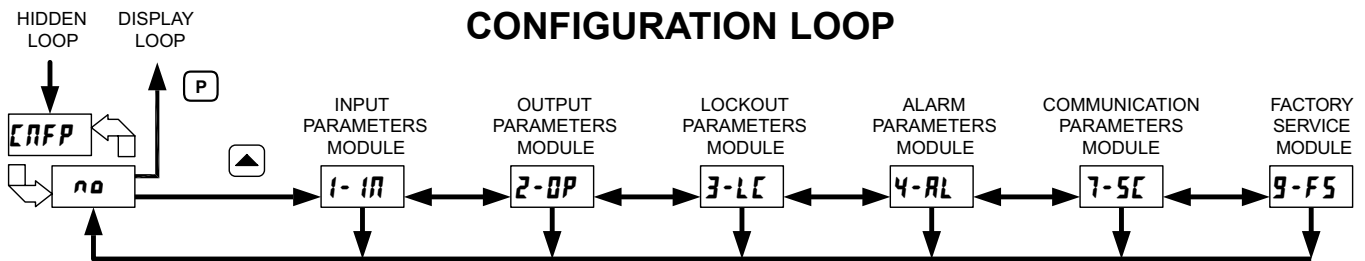 CONFIGURATION LOOP
HIDDEN
LOOP
DISPLAY
LOOP
P
CNFP
no
INPUT
PARAMETERS
MODULE
1-IN
OUTPUT
PARAMETERS
MODULE
2-OP
LOCKOUT
PARAMETERS
MODULE
3-LC
ALARM
PARAMETERS
MODULE
4-AL
COMMUNICATION
PARAMETERS
MODULE
7-SC
FACTORY
SERVICE
MODULE
9-FS